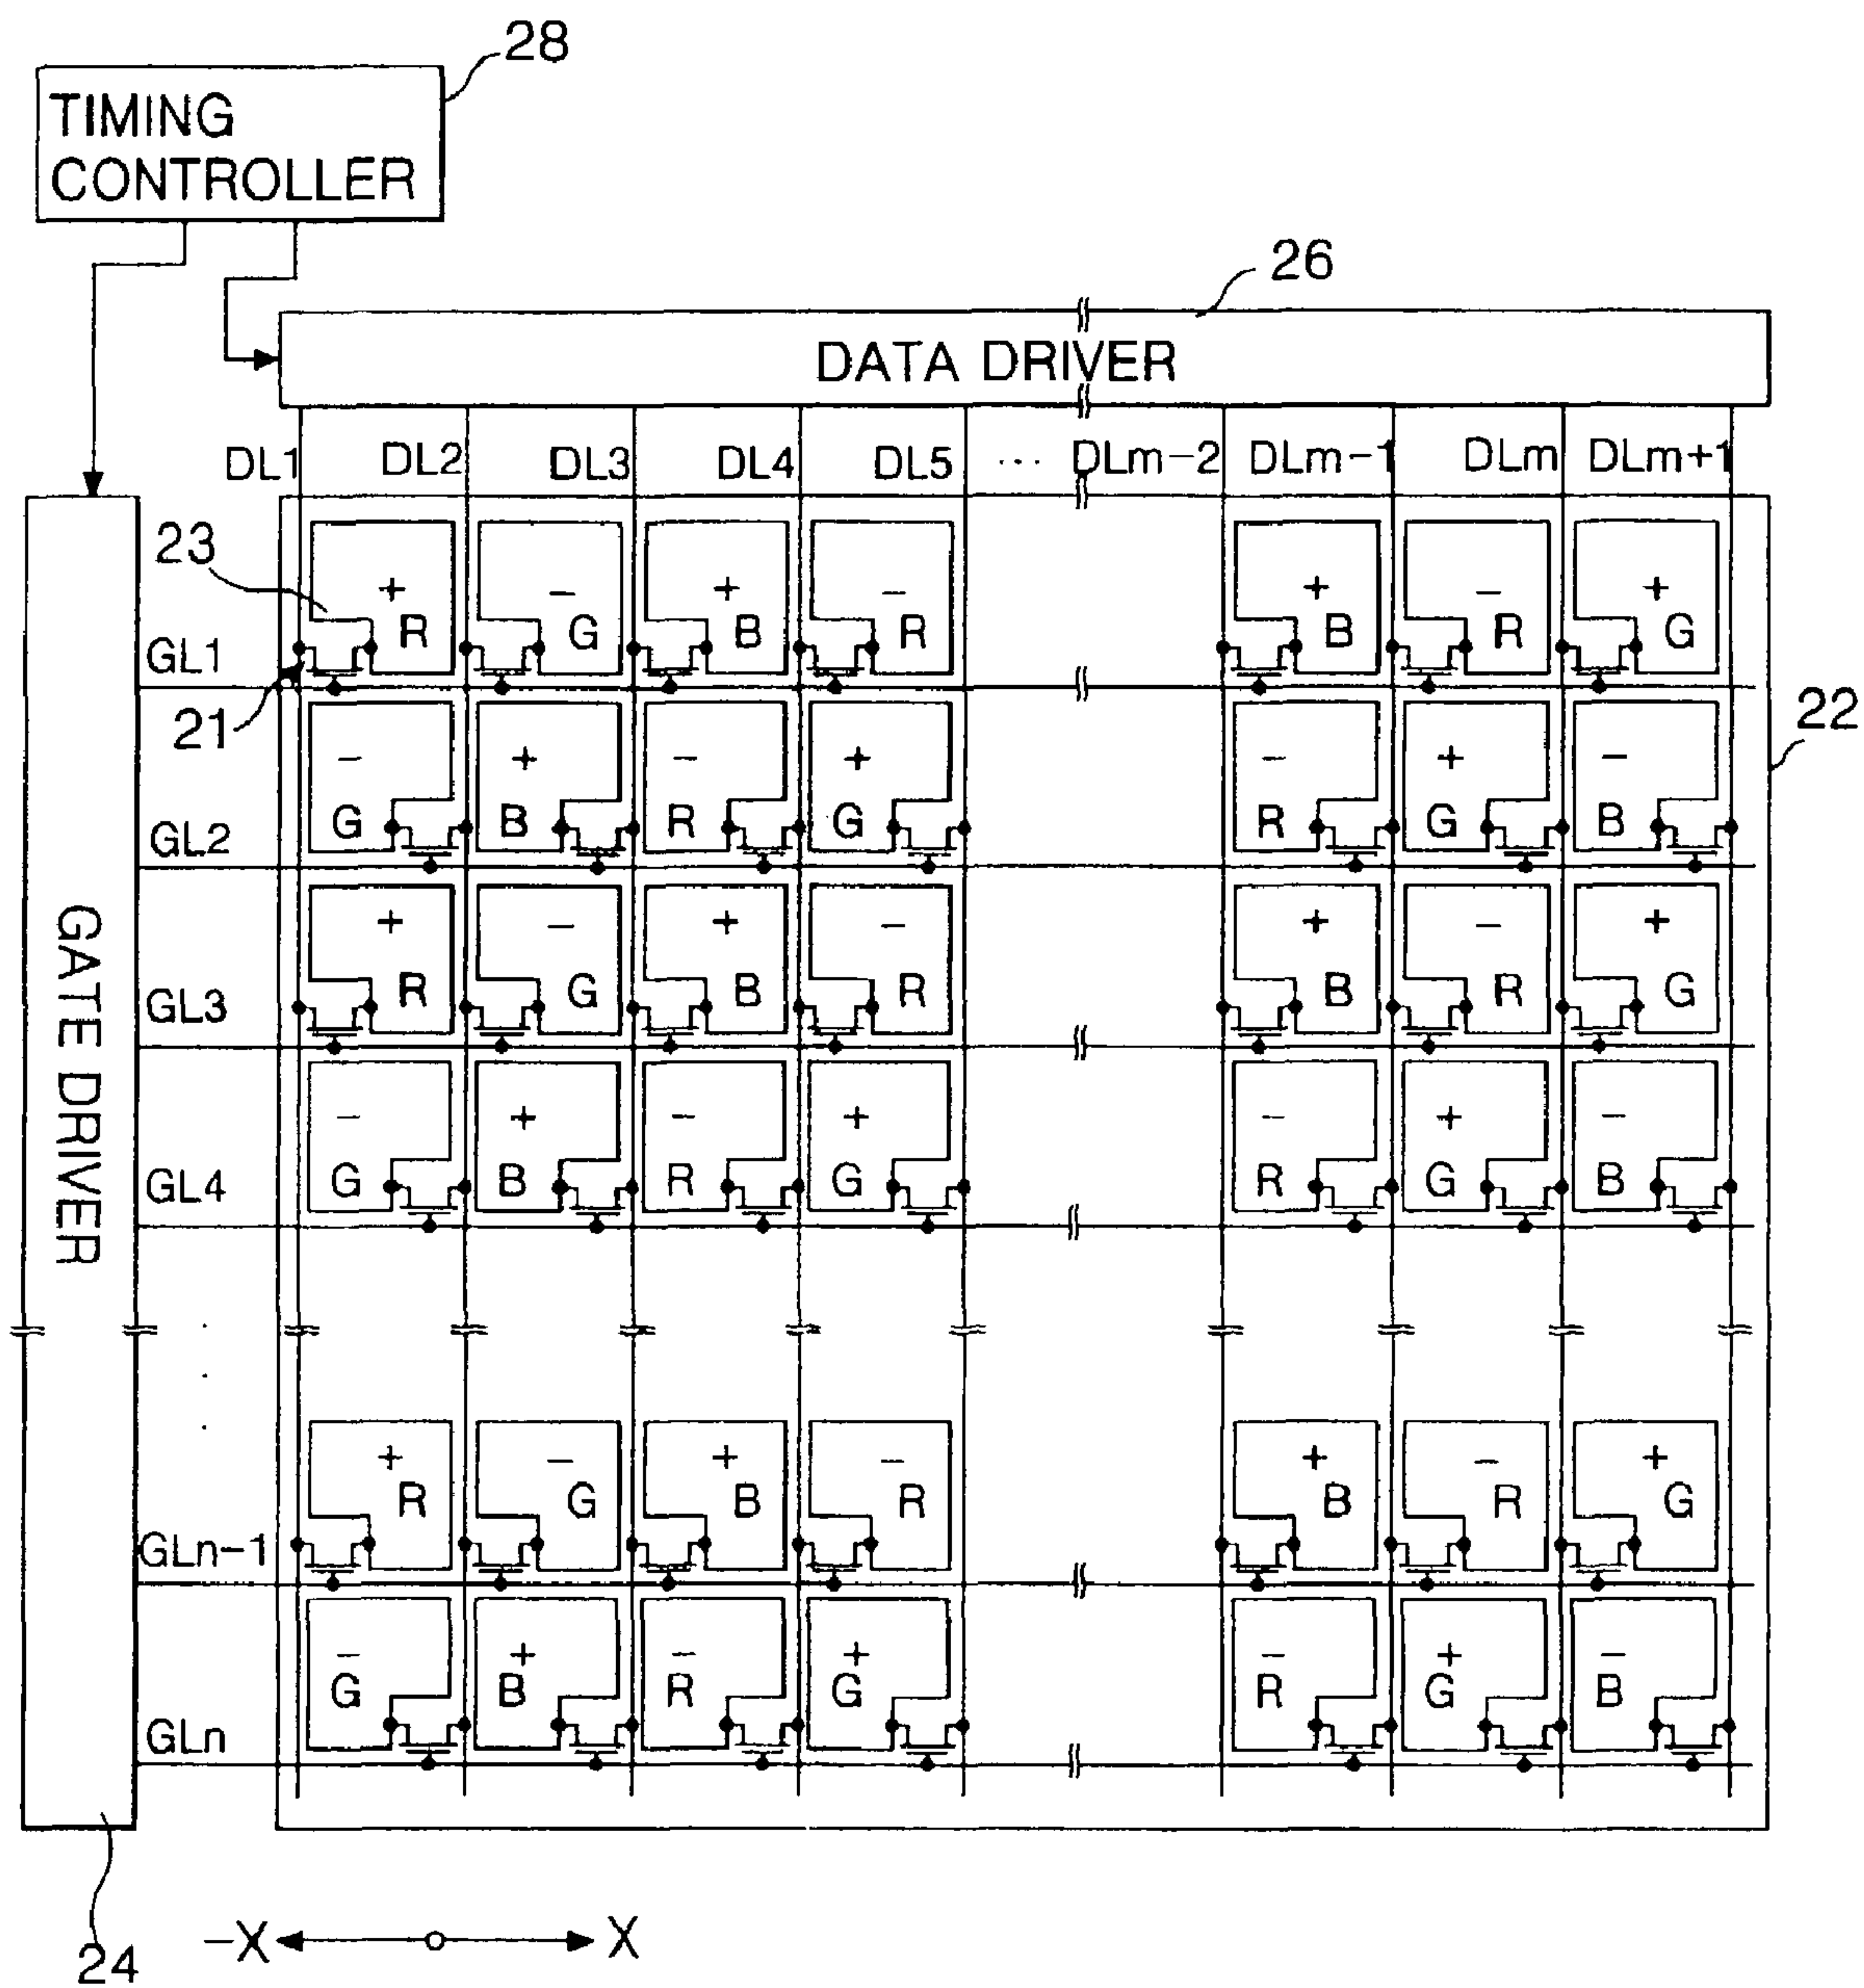 28
TIMING
CONTROLLER
26
DATA DRIVER
DL1 DL2 DL3 DL4 DL5 ... DLm-2 DLm-1 DLm DLm+1
23
+ - + - + - +
R G B R B R G
GL1
21
22
- + - + - + -
G B R G R G B
GL2
+ - + - + - +
R G B R B R G
GL3
- + - + - + -
G B R G R G B
GL4
GATE DRIVER
+ - + - + - +
R G B R B R G
GLn-1
- + - + - + -
G B R G R G B
GLn
24
-X X